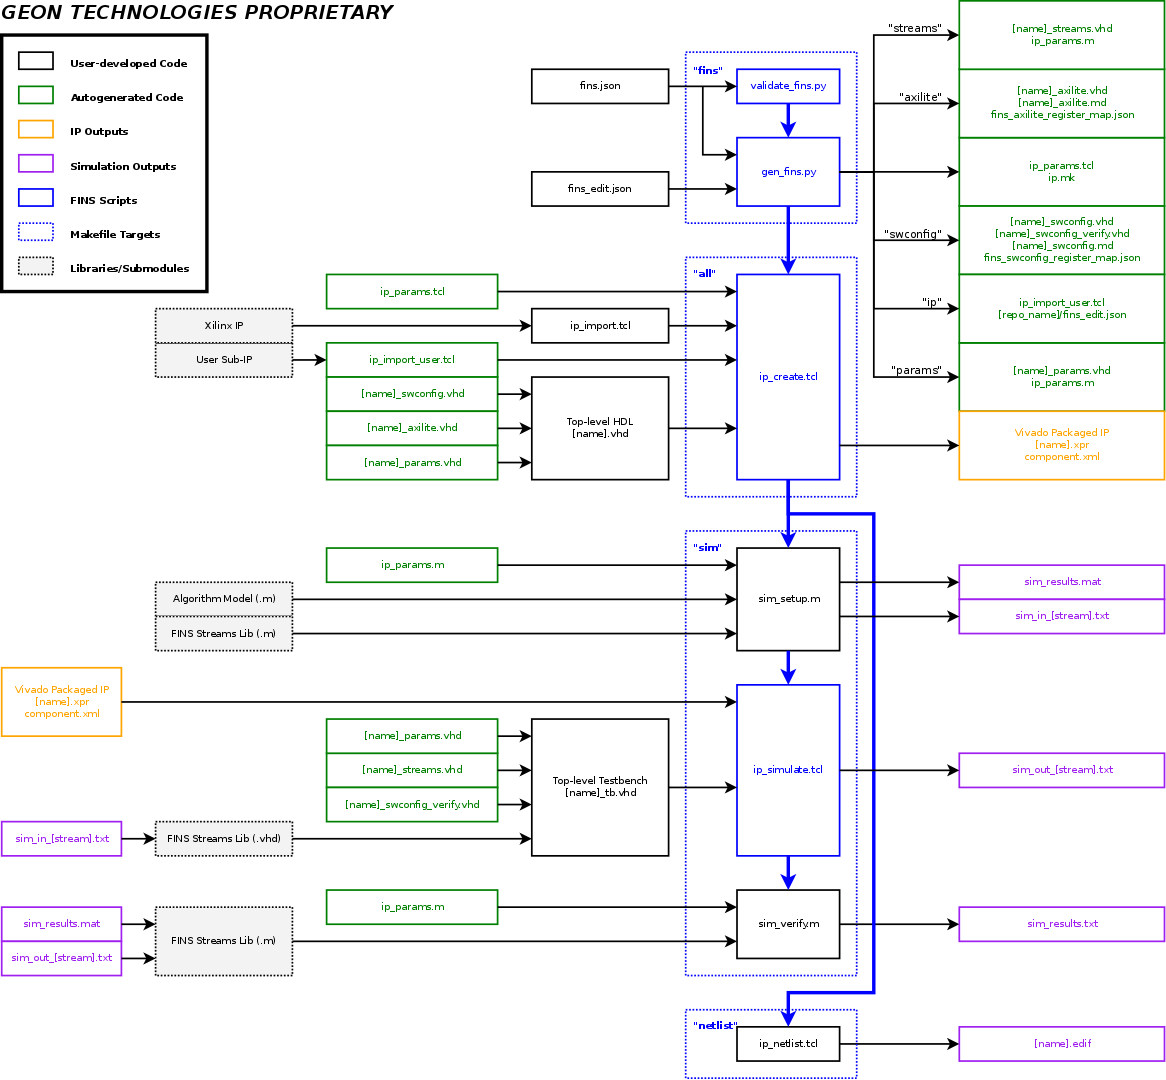 GEON TECHNOLOGIES PROPRIETARY
User-developed Code
Autogenerated Code
IP Outputs
Simulation Outputs
FINS Scripts
Makefile Targets
Libraries/Submodules
"fins"
fins.json
validate_fins.py
fins_edit.json
gen_fins.py
"streams"
[name]_streams.vhd
ip_params.m
"axilite"
[name]_axilite.vhd
[name]_axilite.md
fins_axilite_register_map.json
ip_params.tcl
ip.mk
"swconfig"
[name]_swconfig.vhd
[name]_swconfig_verify.vhd
[name]_swconfig.md
fins_swconfig_register_map.json
"ip"
ip_import_user.tcl
[repo_name]/fins_edit.json
"params"
[name]_params.vhd
ip_params.m
"all"
ip_params.tcl
Xilinx IP
ip_import.tcl
User Sub-IP
ip_import_user.tcl
[name]_swconfig.vhd
[name]_axilite.vhd
[name]_params.vhd
Top-level HDL
[name].vhd
ip_create.tcl
Vivado Packaged IP
[name].xpr
component.xml
"sim"
ip_params.m
Algorithm Model (.m)
FINS Streams Lib (.m)
sim_setup.m
sim_results.mat
sim_in_[stream].txt
Vivado Packaged IP
[name].xpr
component.xml
[name]_params.vhd
[name]_streams.vhd
[name]_swconfig_verify.vhd
sim_in_[stream].txt
FINS Streams Lib (.vhd)
Top-level Testbench
[name]_tb.vhd
ip_simulate.tcl
sim_out_[stream].txt
ip_params.m
sim_results.mat
sim_out_[stream].txt
FINS Streams Lib (.m)
sim_verify.m
sim_results.txt
"netlist"
ip_netlist.tcl
[name].edif